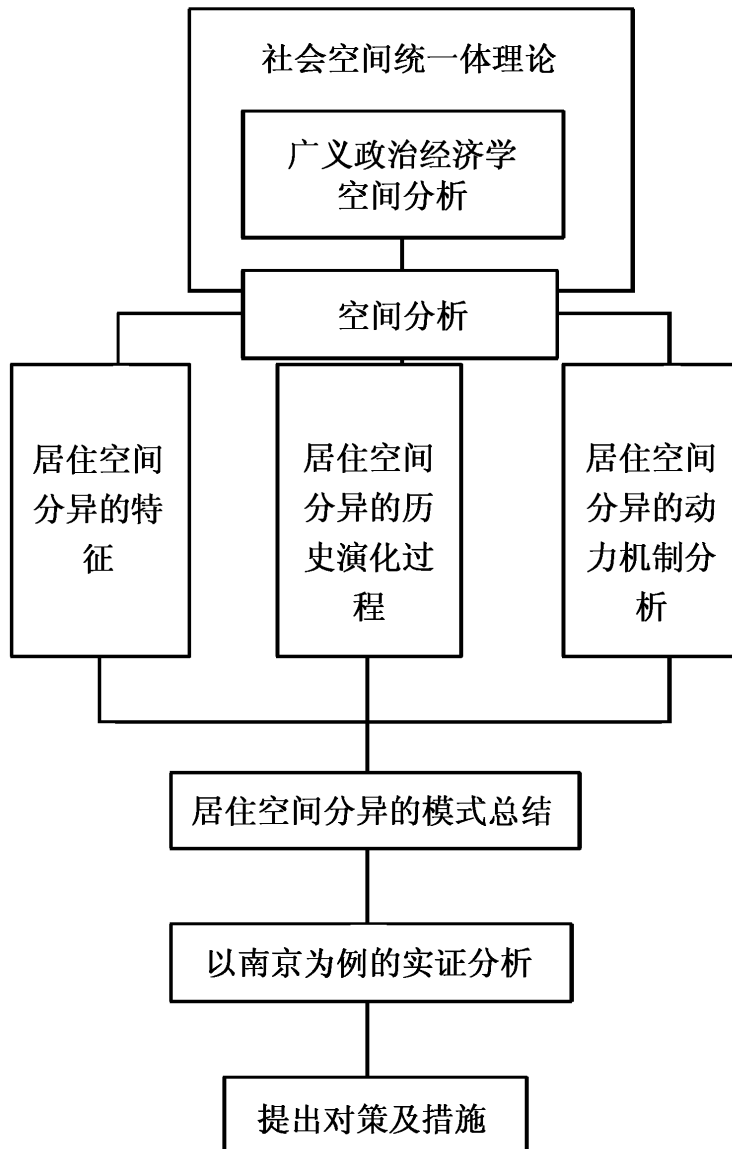 社会空间统一体理论
广义政治经济学
空间分析
空间分析
居住空间
分异的特
征
居住空间
分异的历
史演化过
程
居住空间
分异的动
力机制分
析
居住空间分异的模式总结
以南京为例的实证分析
提出对策及措施